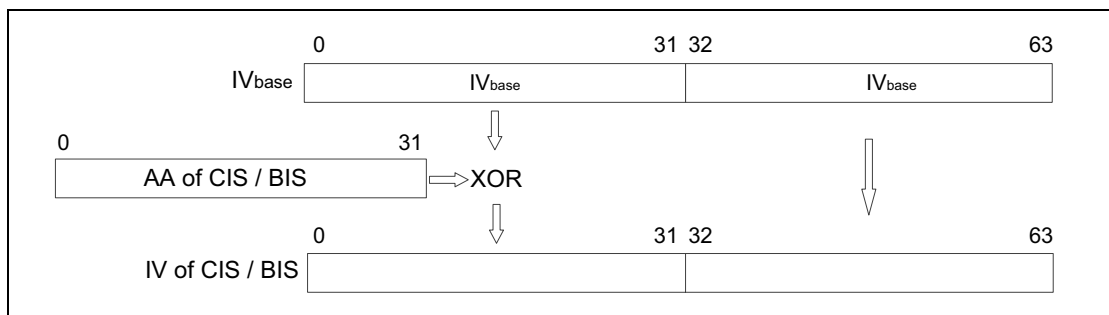 0 31 32 63
IVbase IVbase IVbase
0 31
AA of CIS / BIS XOR
0 31 32 63
IV of CIS / BIS